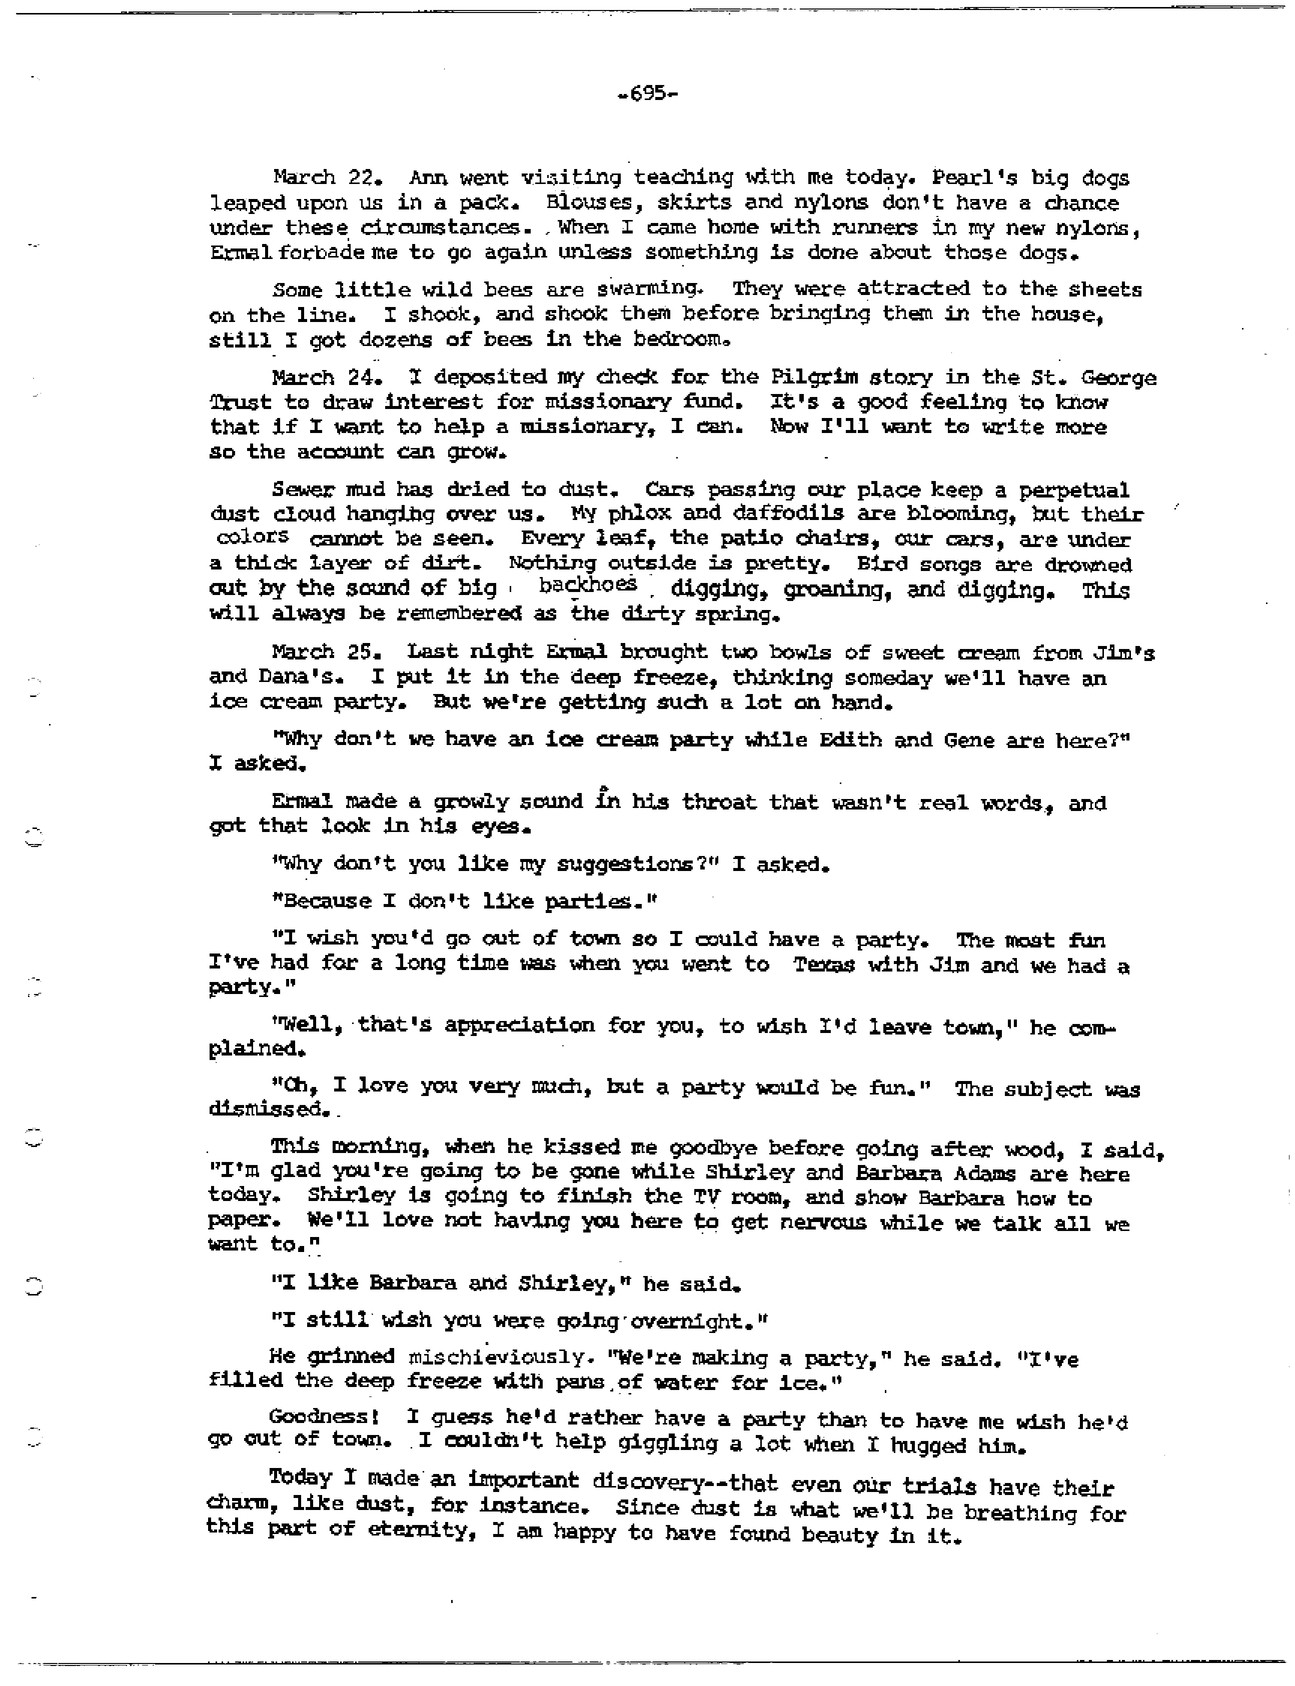 -695-
March 22. Ann went visiting teaching with me today. Pearl's big dogs
leaped upon us in a pack. Blouses, skirts and nylons don't have a chance
under these circumstances. When I came home with runners in my new nylons,
Ermal forbade me to go again unless something is done about those dogs.
Some little wild bees are swarming. They were attracted to the sheets
on the line. I shook, and shook them before bringing them in the house,
still I got dozens of bees in the bedroom.
March 24. I deposited my check for the Pilgrim story in the St. George
Trust to draw interest for missionary fund. It's a good feeling to know
that if I want to help a missionary, I can. Now I'll want to write more
so the account can grow.
Sewer mud has dried to dust. Cars passing our place keep a perpetual
dust cloud hanging over us. My phlox and daffodils are blooming, but their
colors cannot be seen. Every leaf, the patio chairs, our cars, are under
a thick layer of dirt. Nothing outside is pretty. Bird songs are drowned
out by the sound of big backhoes digging, groaning, and digging. This
will always be remembered as the dirty spring.
March 25. Last night Ermal brought two bowls of sweet cream from Jim's
and Dana's. I put it in the deep freeze, thinking someday we'll have an
ice cream party. But we're getting such a lot on hand.
"Why don't we have an ice cream party while Edith and Gene are here?"
I asked.
Ermal made a growly sound in his throat that wasn't real words, and
got that look in his eyes.
"Why don't you like my suggestions?" I asked.
"Because I don't like parties."
"I wish you'd go out of town so I could have a party. The most fun
I've had for a long time was when you went to Texas with Jim and we had a
party."
"Well, that's appreciation for you, to wish I'd leave town," he com-
plained.
"Oh, I love you very much, but a party would be fun." The subject was
dismissed.
This morning, when he kissed me goodbye before going after wood, I said,
"I'm glad you're going to be gone while Shirley and Barbara Adams are here
today. Shirley is going to finish the TV room, and show Barbara how to
paper. We'll love not having you here to get nervous while we talk all we
want to."
"I like Barbara and Shirley," he said.
"I still wish you were going overnight."
He grinned mischieviously. "We're making a party," he said. "I've
filled the deep freeze with pans of water for ice."
Goodness! I guess he'd rather have a party than to have me wish he'd
go out of town. I couldn't help giggling a lot when I hugged him.
Today I made an important discovery--that even our trials have their
charm, like dust, for instance. Since dust is what we'll be breathing for
this part of eternity, I am happy to have found beauty in it.